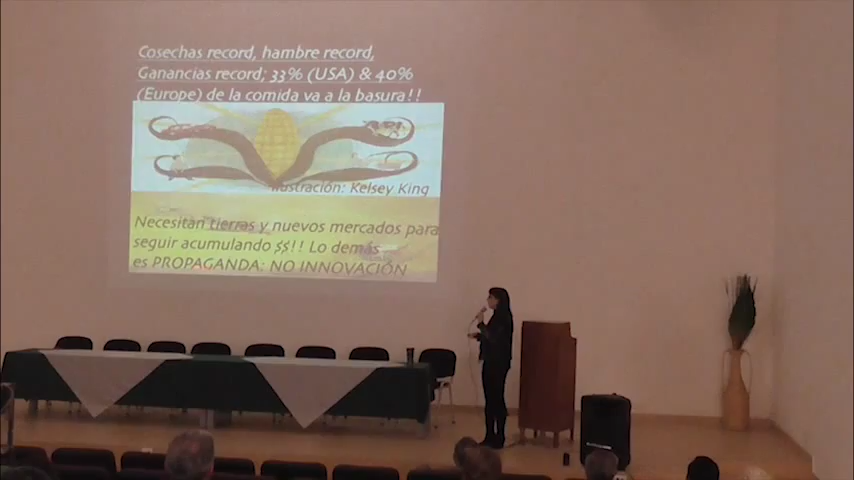 Cosechas record, hambre record,
Ganancias record; 33% (USA) & 40%
(Europe) de la comida va a la basura!!
Ilustración: Kelsey King
Necesitan tierras y nuevos mercados para
seguir acumulando $$!! Lo demás
es PROPAGANDA: NO INNOVACIÓN